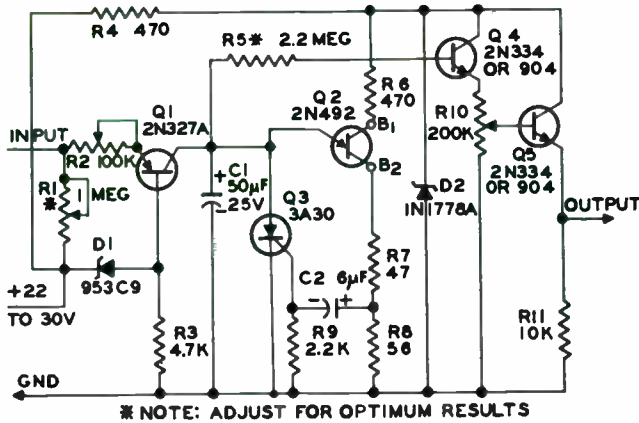 R4 470
R5* 2.2 MEG
Q4
2N334
OR 904
Q1
2N327A
Q2
2N492
R6
470
B1
B2
R10
200K
INPUT
R2 100K
R1
*
1 MEG
+ C1
50µF
- 25V
Q3
3A30
D2
1N1778A
Q5
2N334
OR 904
OUTPUT
D1
953C9
C2 6µF
- +
R7
47
+22
TO 30V
R3
4.7K
R9
2.2K
R8
56
R11
10K
GND
* NOTE: ADJUST FOR OPTIMUM RESULTS